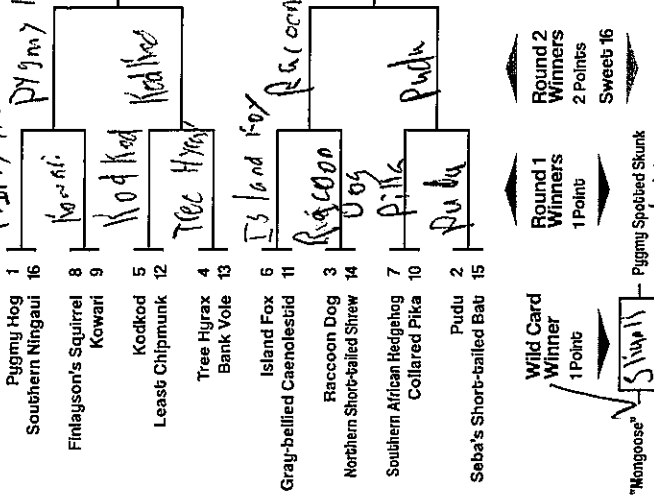 Pygmy Hog 1
Southern Ningaui 16
Finlayson's Squirrel 8
Kowari 9
Kodkod 5
Least Chipmunk 12
Tree Hyrax 4
Bank Vole 13
Island Fox 6
Gray-bellied Caenolestid 11
Raccoon Dog 3
Northern Short-tailed Shrew 14
Southern African Hedgehog 7
Collared Pika 10
Pudu 2
Seba's Short-tailed Bat 15
Kowari
Kodkod
Tree Hyrax
Island Fox
Raccoon Dog
Pika
Pudu
Pygmy
Kodkod
Racoon
Pudu
Wild Card
Winner
1 Point
Round 1
Winners
1 Point
Round 2
Winners
2 Points
Sweet 16
"Mongoose"
Pygmy Spotted Skunk